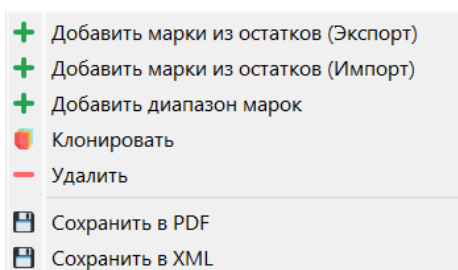 Добавить марки из остатков (Экспорт)
Добавить марки из остатков (Импорт)
Добавить диапазон марок
Клонировать
Удалить
Сохранить в PDF
Сохранить в XML